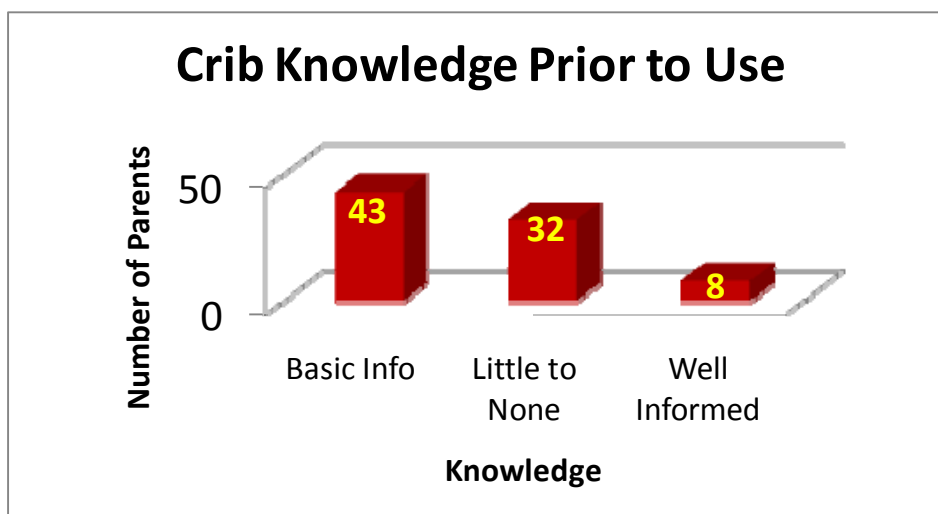 Crib Knowledge Prior to Use
Number of Parents
50
0
43
32
8
Basic Info
Little to
None
Well
Informed
Knowledge